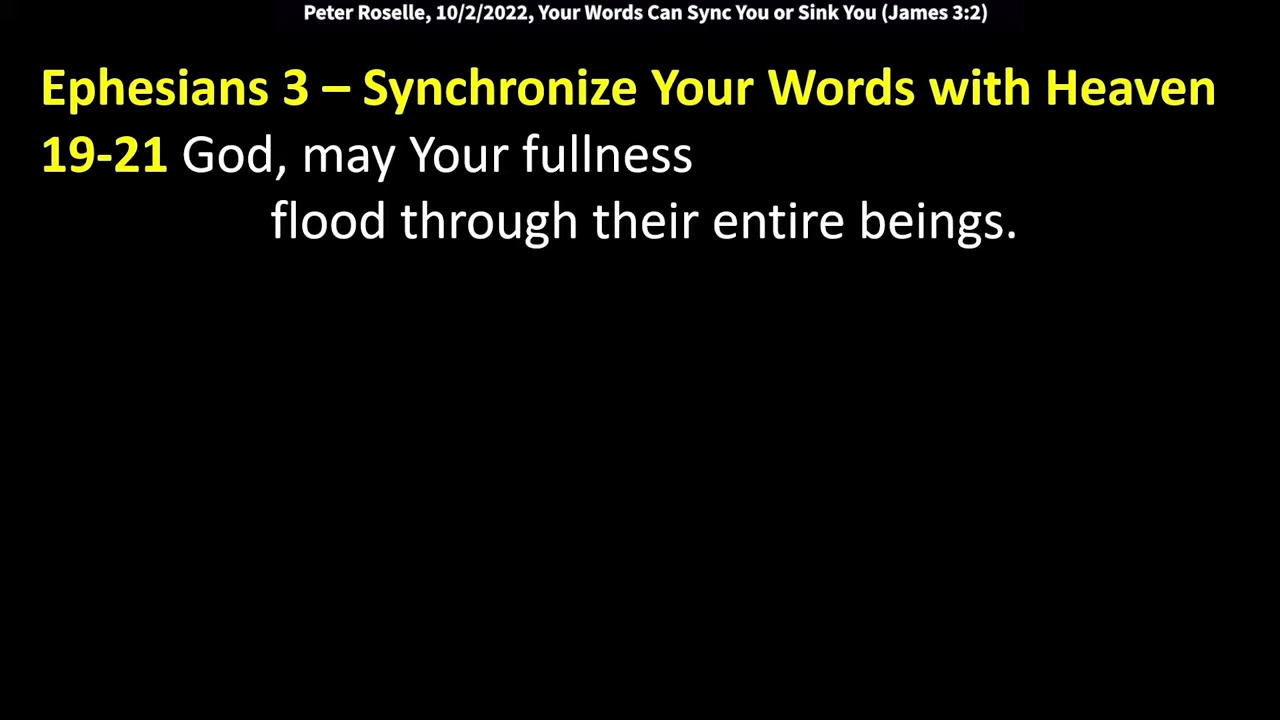 Peter Roselle, 10/2/2022, Your Words Can Sync You or Sink You (James 3:2)
Ephesians 3 – Synchronize Your Words with Heaven
19-21 God, may Your fullness
flood through their entire beings.